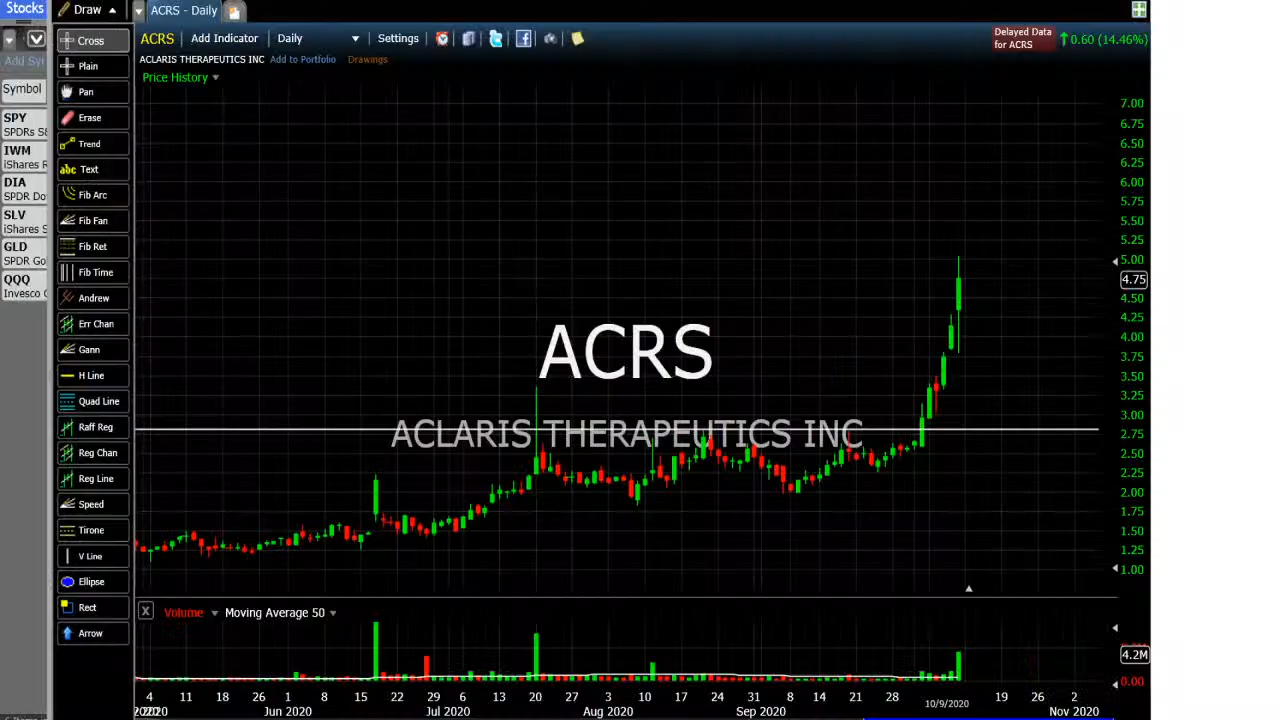 Stocks
Draw
ACRS - Daily
Cross
ACRS
Add Indicator
Daily
Settings
Delayed Data
for ACRS
0.60 (14.46%)
Add Sy
ACLARIS THERAPEUTICS INC
Add to Portfolio
Drawings
Plain
Price History
Symbol
Pan
Erase
Trend
abc Text
Fib Arc
Fib Fan
Fib Ret
Fib Time
Andrew
Err Chan
Gann
H Line
Quad Line
Raff Reg
Reg Chan
Reg Line
Speed
Tirone
V Line
Ellipse
Rect
Arrow
SPY
SPDRs S&
IWM
iShares R
DIA
SPDR Do
SLV
iShares S
GLD
SPDR Go
QQQ
Invesco
7.00
6.75
6.50
6.25
6.00
5.75
5.50
5.25
5.00
4.75
4.50
4.25
4.00
3.75
3.50
3.25
3.00
2.75
2.50
2.25
2.00
1.75
1.50
1.25
1.00
ACRS
ACLARIS THERAPEUTICS INC
X Volume Moving Average 50
4.2M
0.00
4 11 18 26 1 8 15 22 29 6 13 20 27 3 10 17 24 31 8 14 21 28 19 26 2
10/9/2020
2020 Jun 2020 Jul 2020 Aug 2020 Sep 2020 Nov 2020